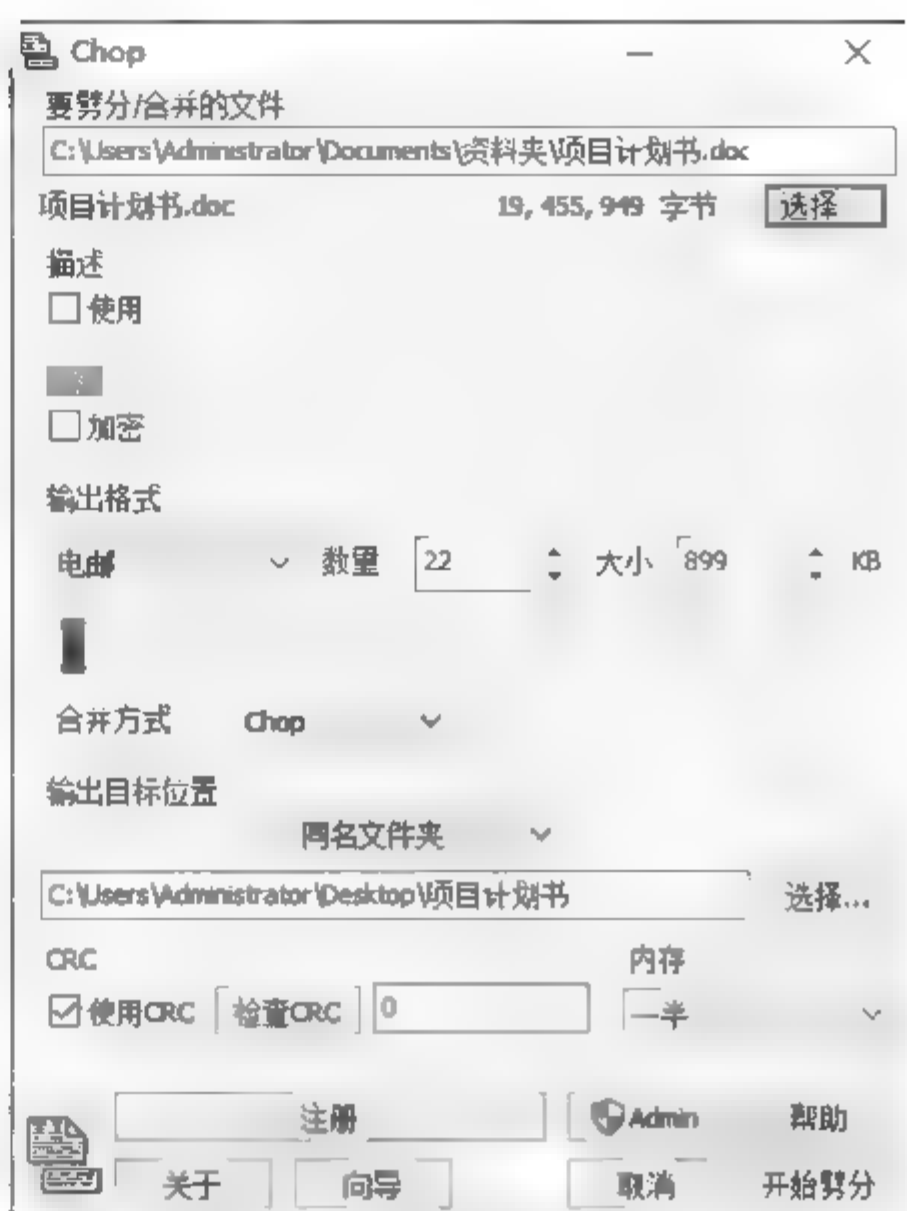 Chop
要劈分/合并的文件
C:\Users\Administrator\Documents\资料夹\项目计划书.doc
项目计划书.doc 19,455,949 字节 选择
描述
使用
加密
输出格式
电邮 数量 22 大小 899 KB
合并方式 Chop
输出目标位置
同名文件夹
C:\Users\Administrator\Desktop\项目计划书 选择...
CRC 内存
使用CRC 检查CRC 0 一半
注册 Admin 帮助
关于 向导 取消 开始劈分